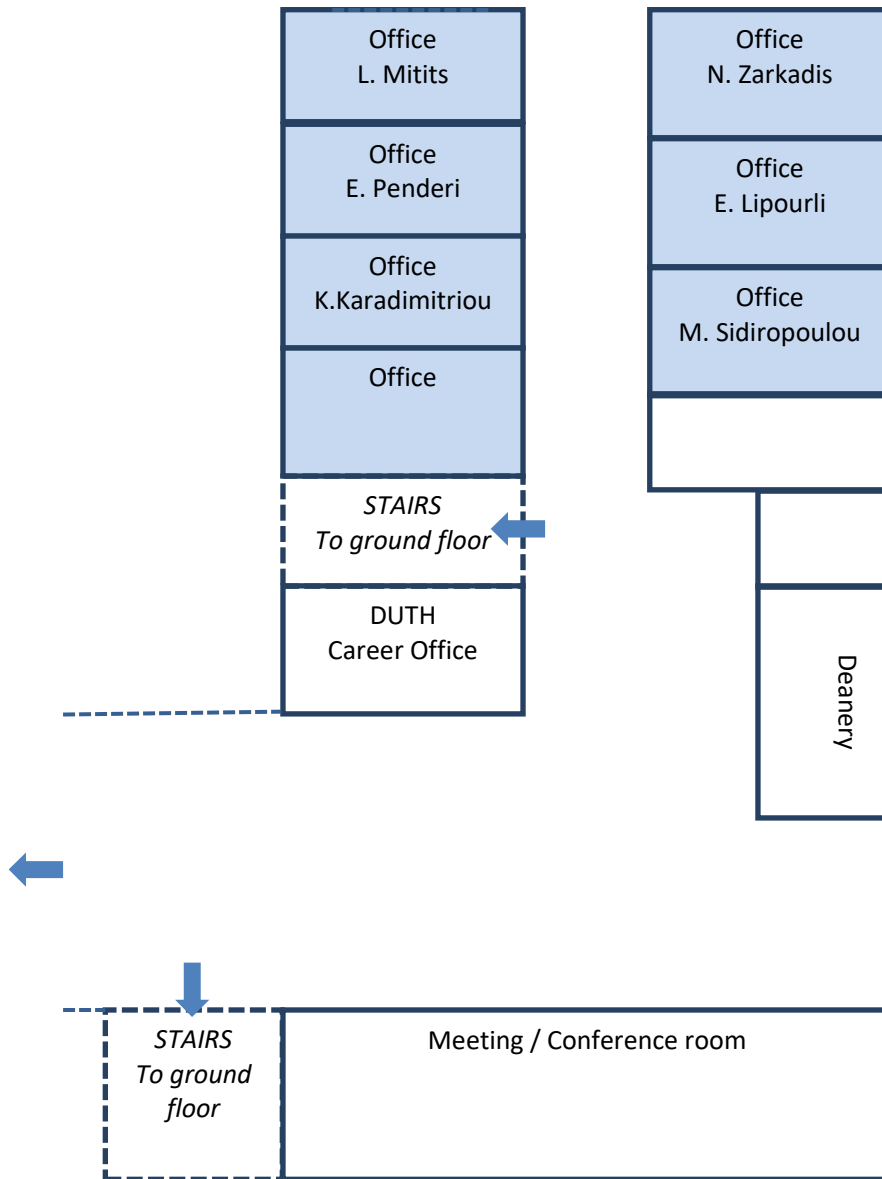 Office
L. Mitits
Office
E. Penderi
Office
K.Karadimitriou
Office
STAIRS
To ground floor
DUTH
Career Office
Office
N. Zarkadis
Office
E. Lipourli
Office
M. Sidiropoulou
Deanery
STAIRS
To ground
floor
Meeting / Conference room